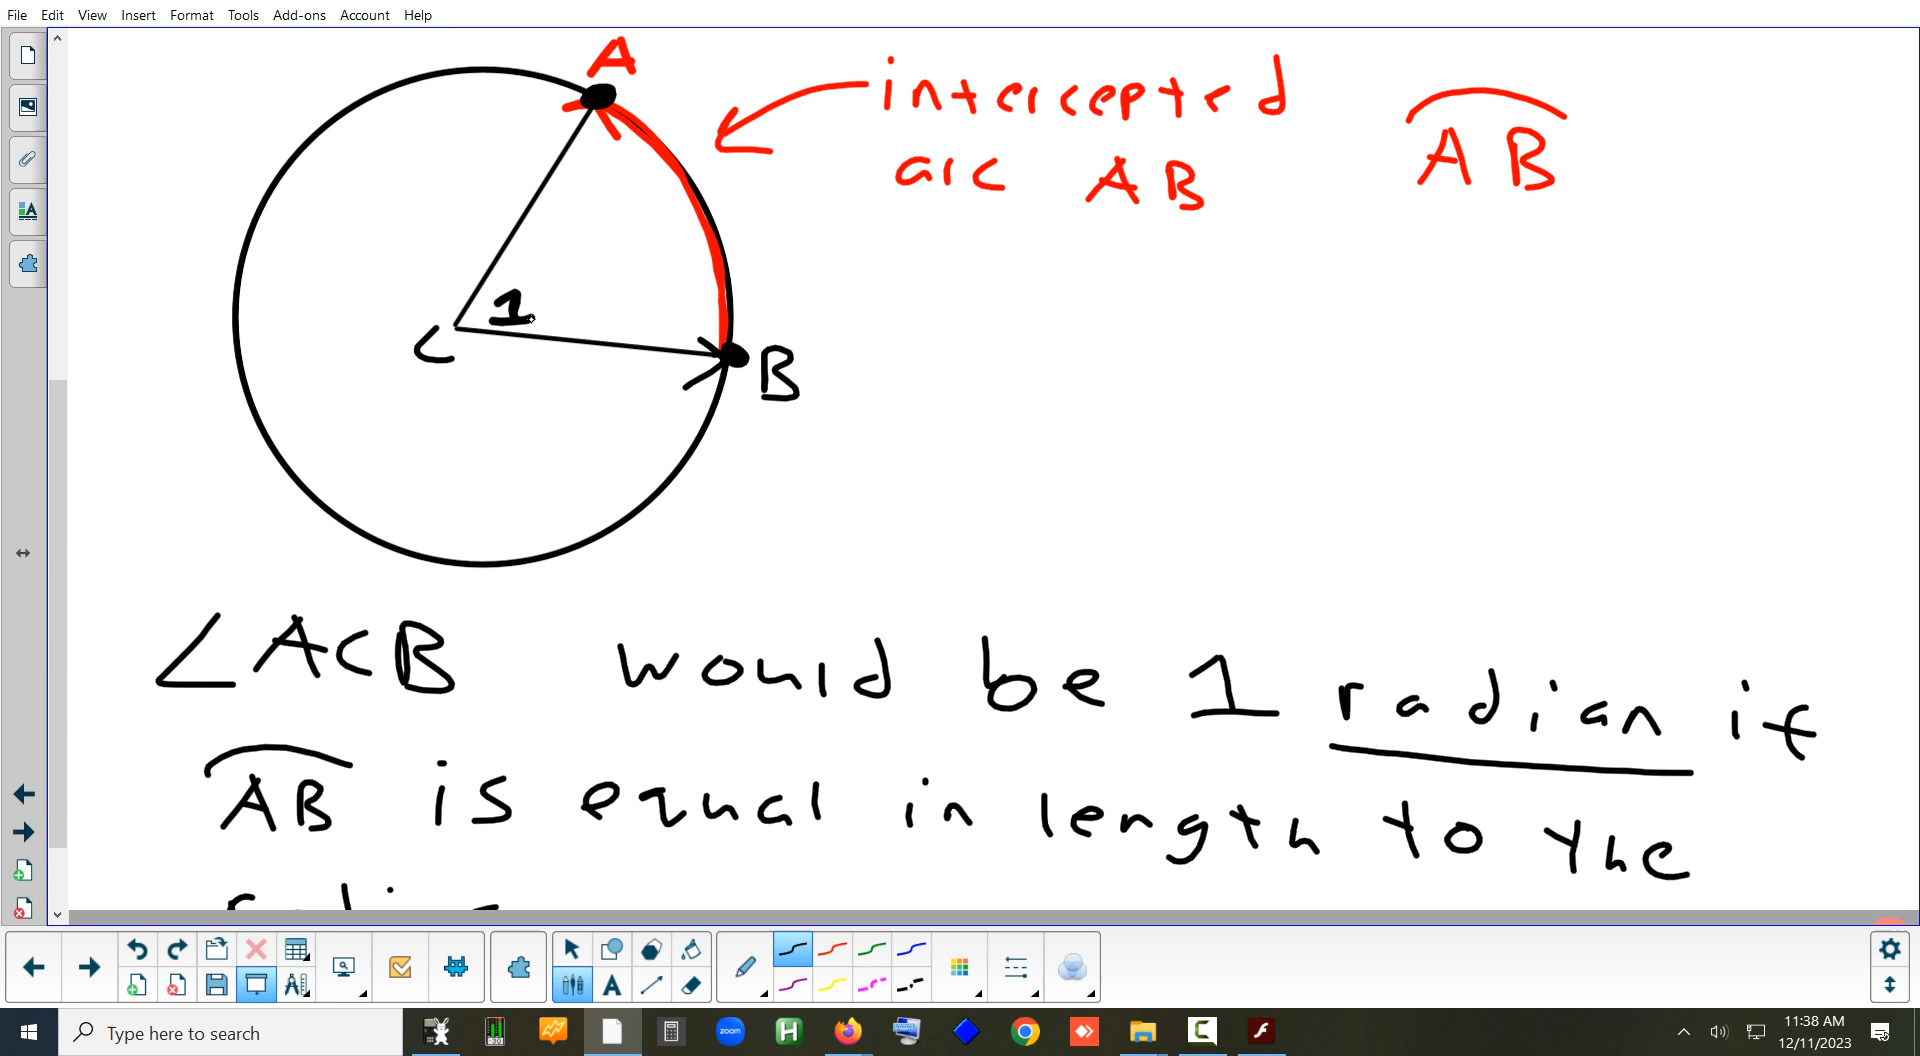 File Edit View Insert Format Tools Add-ons Account Help
A
intercepted
arc AB
AB
1
C
B
∠ACB would be 1 radian if
AB is equal in length to the
Type here to search
zoom
H
11:38 AM
12/11/2023